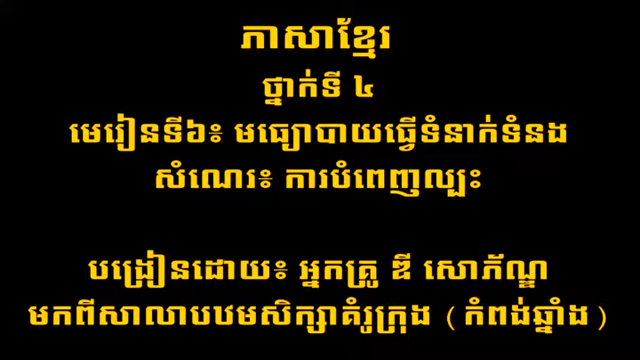 ភាសាខ្មែរ
ថ្នាក់ទី ៤
មេរៀនទី៦៖ មធ្យោបាយធ្វើទំនាក់ទំនង
សំណេរ៖ ការបំពេញល្បះ
បង្រៀនដោយ៖ អ្នកគ្រូ ឌី សោភ័ណ្ឌ
មកពីសាលាបឋមសិក្សាគំរូក្រុង (កំពង់ឆ្នាំង)